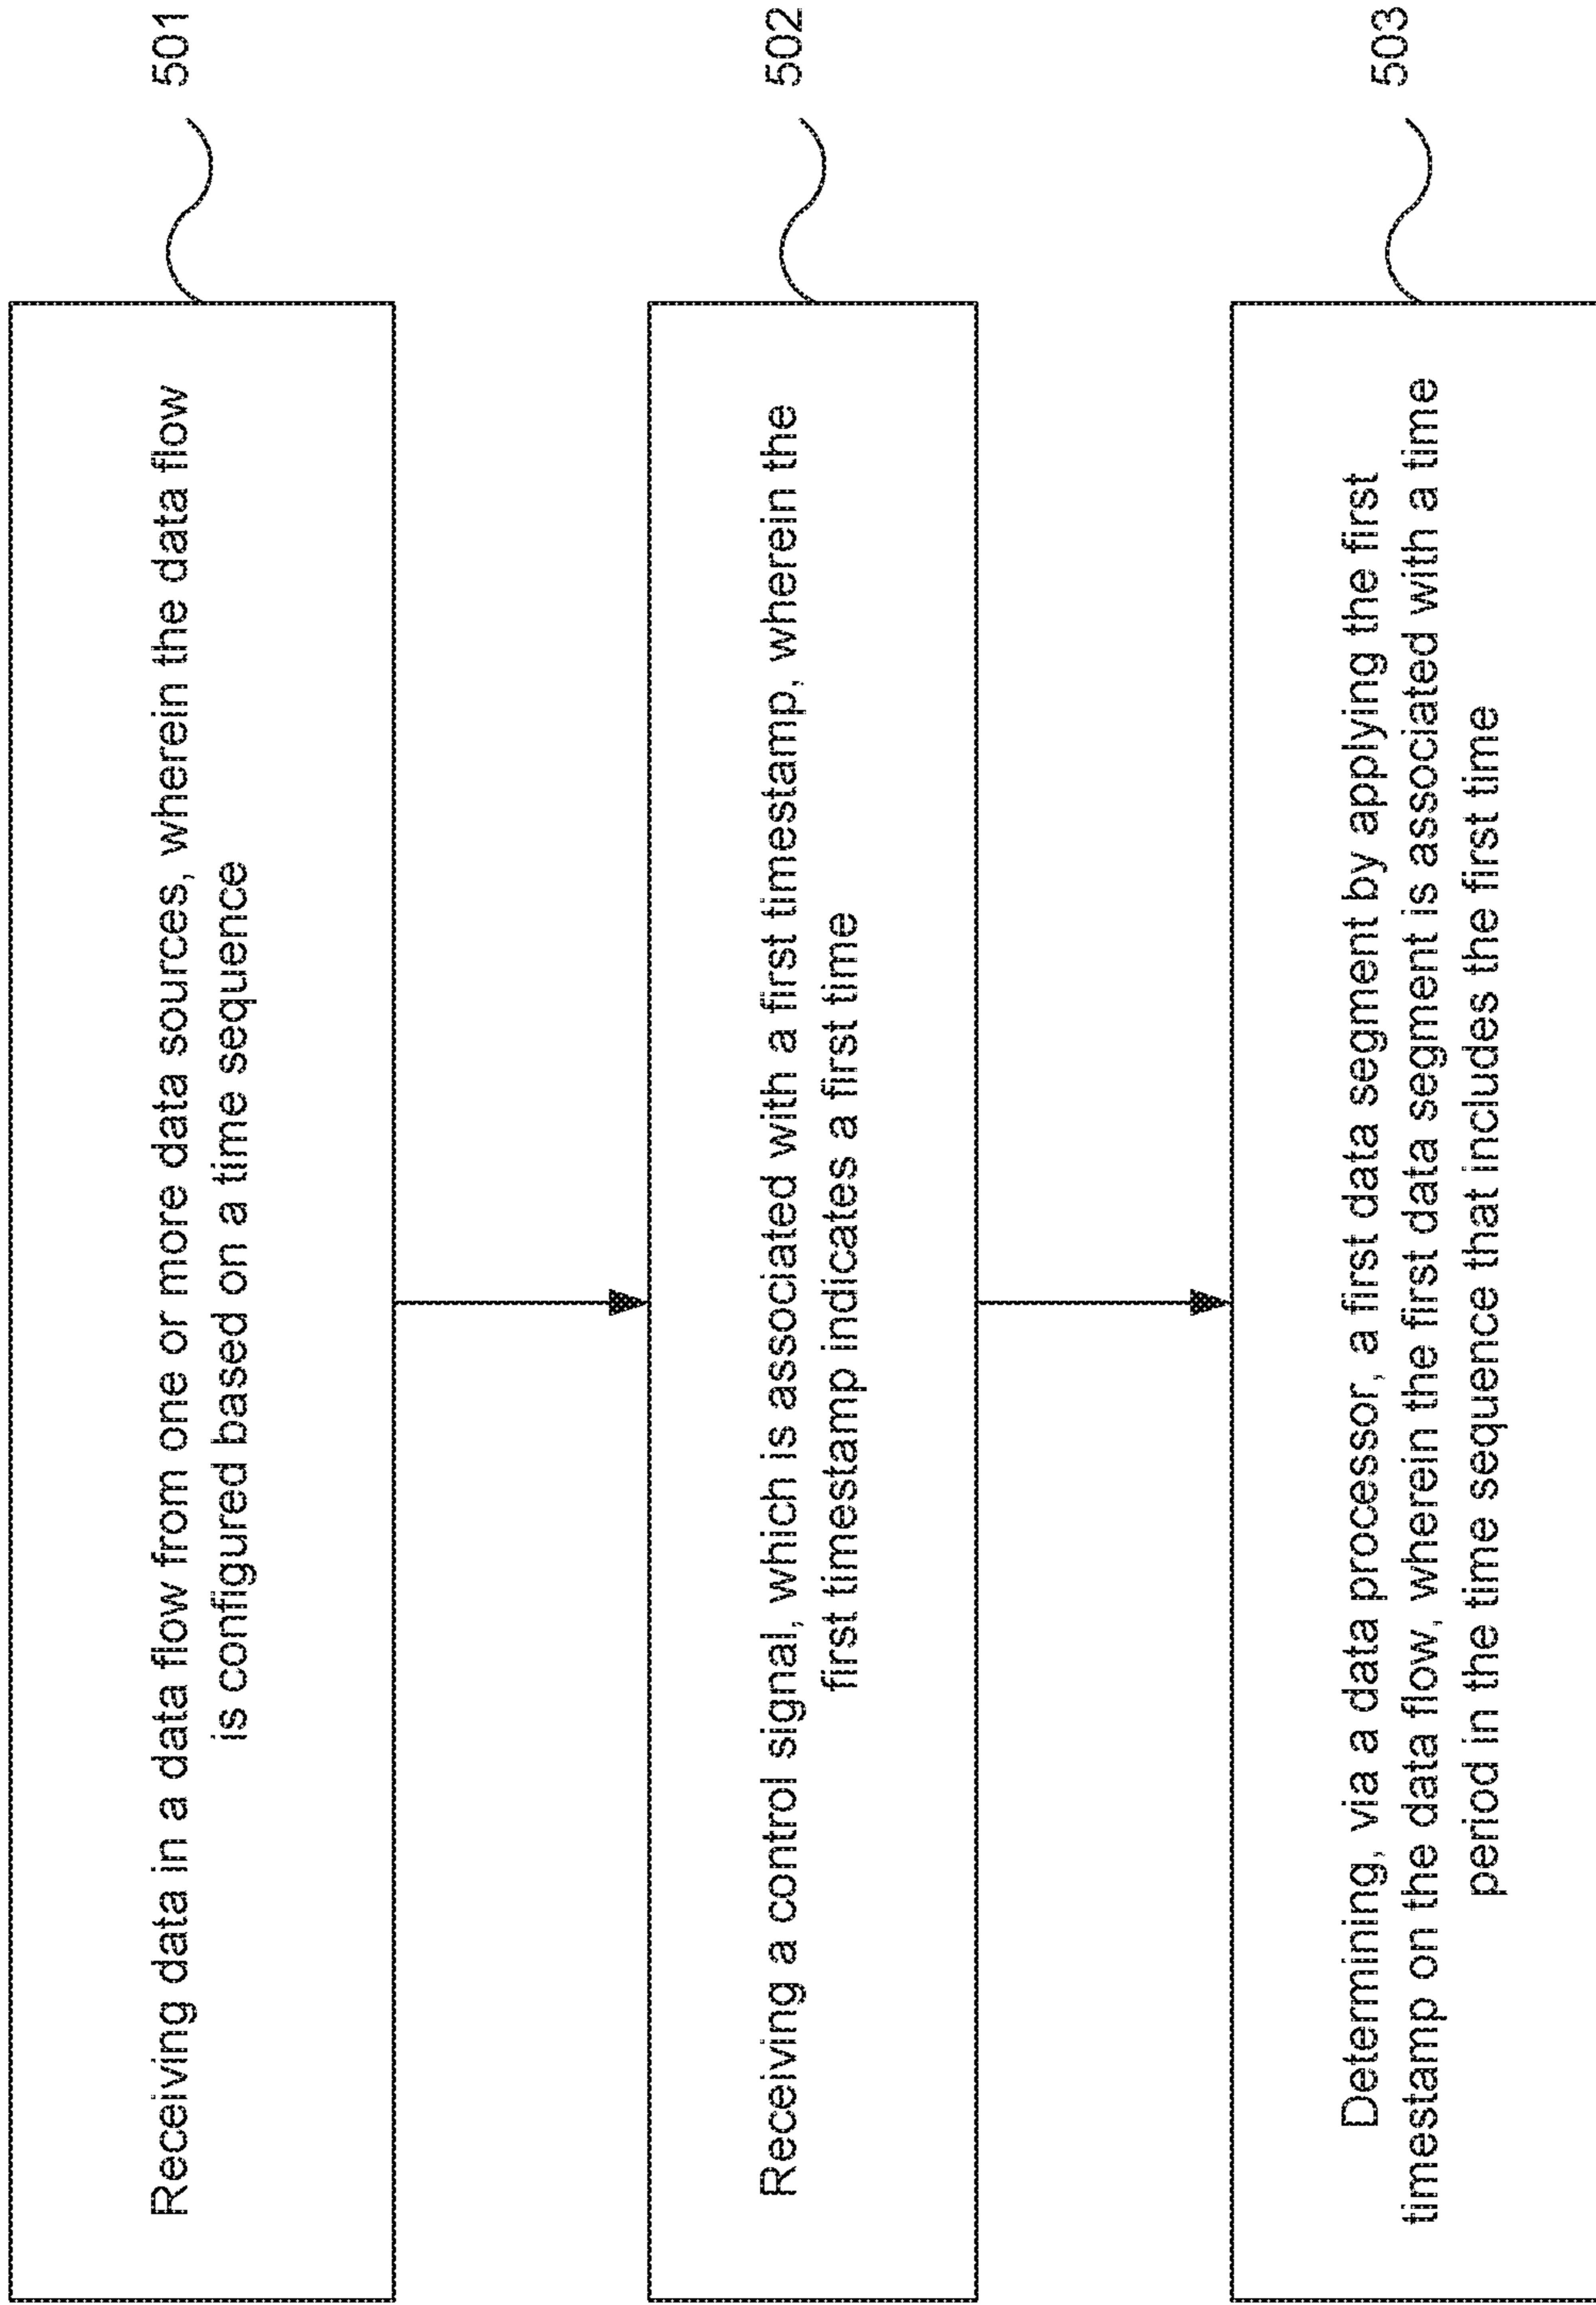 Receiving data in a data flow from one or more data sources, wherein the data flow
is configured based on a time sequence
501
Receiving a control signal, which is associated with a first timestamp, wherein the
first timestamp indicates a first time
502
Determining, via a data processor, a first data segment by applying the first
timestamp on the data flow, wherein the first data segment is associated with a time
period in the time sequence that includes the first time
503